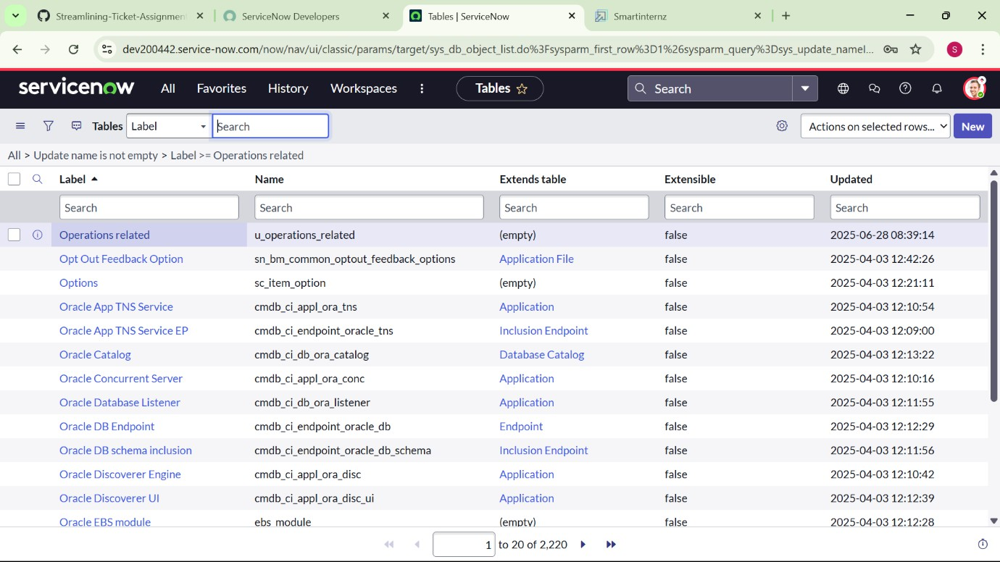 Streamlining-Ticket-Assignmen
ServiceNow Developers
Tables | ServiceNow
Smartinternz
dev200442.service-now.com/now/nav/ui/classic/params/target/sys_db_object_list.do%3Fsysparm_first_row%3D1%26sysparm_query%3Dsys_update_nameI...
S
servicenow All Favorites History Workspaces Tables Search
Tables Label Search Actions on selected rows... New
All > Update name is not empty > Label >= Operations related
Label Name Extends table Extensible Updated
Search Search Search Search Search
Operations related u_operations_related (empty) false 2025-06-28 08:39:14
Opt Out Feedback Option sn_bm_common_optout_feedback_options Application File false 2025-04-03 12:42:26
Options sc_item_option (empty) false 2025-04-03 12:21:11
Oracle App TNS Service cmdb_ci_appl_ora_tns Application false 2025-04-03 12:10:54
Oracle App TNS Service EP cmdb_ci_endpoint_oracle_tns Inclusion Endpoint false 2025-04-03 12:09:00
Oracle Catalog cmdb_ci_db_ora_catalog Database Catalog false 2025-04-03 12:13:22
Oracle Concurrent Server cmdb_ci_appl_ora_conc Application false 2025-04-03 12:10:16
Oracle Database Listener cmdb_ci_db_ora_listener Application false 2025-04-03 12:11:55
Oracle DB Endpoint cmdb_ci_endpoint_oracle_db Endpoint false 2025-04-03 12:12:29
Oracle DB schema inclusion cmdb_ci_endpoint_oracle_db_schema Inclusion Endpoint false 2025-04-03 12:11:56
Oracle Discoverer Engine cmdb_ci_appl_ora_disc Application false 2025-04-03 12:10:42
Oracle Discoverer UI cmdb_ci_appl_ora_disc_ui Application false 2025-04-03 12:12:39
Oracle EBS module ebs_module (empty) false 2025-04-03 12:12:28
1 to 20 of 2,220